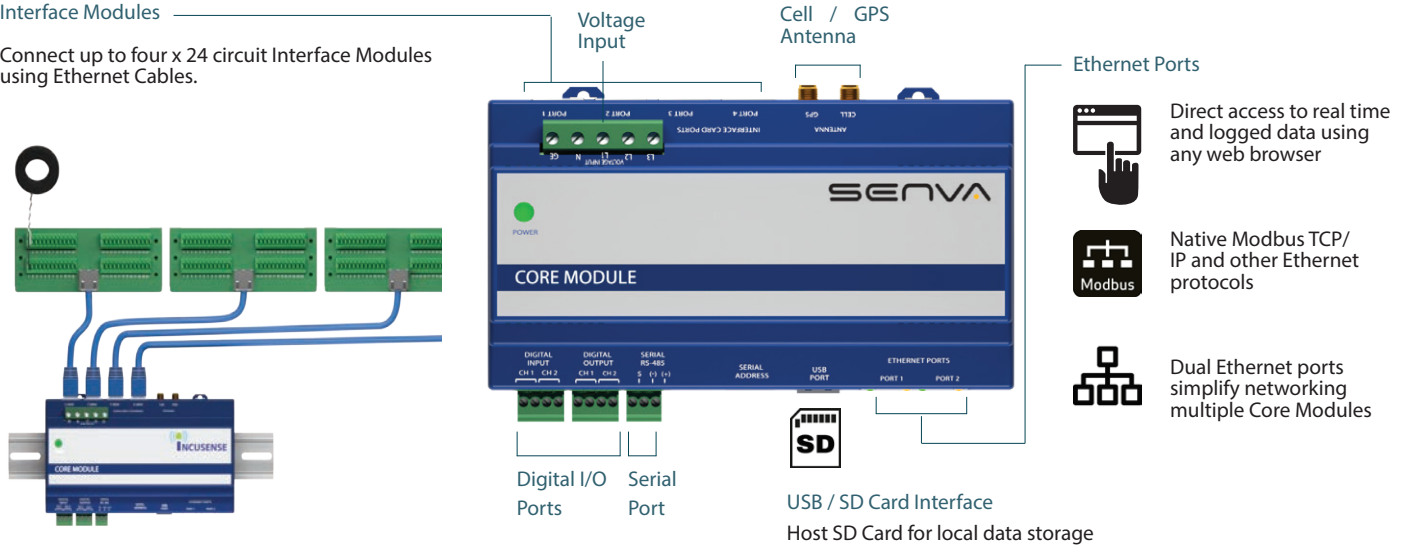 Interface Modules
Connect up to four x 24 circuit Interface Modules
using Ethernet Cables.
Voltage
Input
Cell / GPS
Antenna
Ethernet Ports
Direct access to real time
and logged data using
any web browser
Native Modbus TCP/
IP and other Ethernet
protocols
Modbus
Dual Ethernet ports
simplify networking
multiple Core Modules
PORT 1 PORT 2 PORT 3 PORT 4
INTERFACE CARD PORTS
GPS CELL
ANTENNA
GE N L1 L2 L3
VOLTAGE INPUT
SENVA
POWER
CORE MODULE
DIGITAL
INPUT
CH 1 CH 2
DIGITAL
OUTPUT
CH 1 CH 2
SERIAL
RS-485
S (-) (+)
SERIAL
ADDRESS
USB
PORT
ETHERNET PORTS
PORT 1 PORT 2
SD
Digital I/O
Ports
Serial
Port
USB / SD Card Interface
Host SD Card for local data storage
INCUSENSE
CORE MODULE